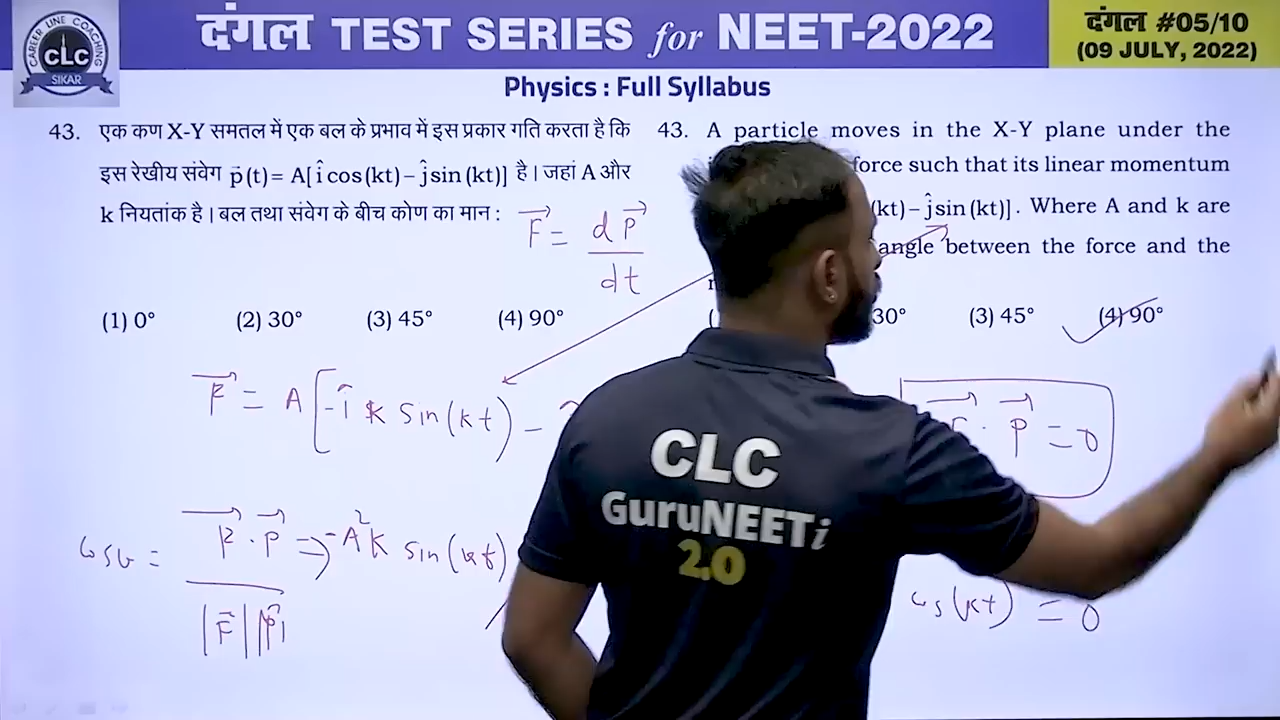 CAREER LINE COACHING
CLC
SIKAR
दंगल TEST SERIES for NEET-2022
दंगल #05/10
(09 JULY, 2022)
Physics : Full Syllabus
43. एक कण X-Y समतल में एक बल के प्रभाव में इस प्रकार गति करता है कि
इस रेखीय संवेग p⃗(t) = A[î cos(kt) – ĵ sin(kt)] है। जहां A और
k नियतांक है। बल तथा संवेग के बीच कोण का मान :
(1) 0° (2) 30° (3) 45° (4) 90°
43. A particle moves in the X-Y plane under the
force such that its linear momentum
(kt) – ĵ sin(kt)]. Where A and k are
angle between the force and the
30° (3) 45° (4) 90°
F⃗ = dP⃗/dt
F⃗ = A[-î k sin(kt) –
P⃗ = 0
F⃗ · P⃗ ⇒ -A²K sin(kt)
|F⃗||P⃗|
cos(kt) = 0
CLC
GuruNEETi
2.0